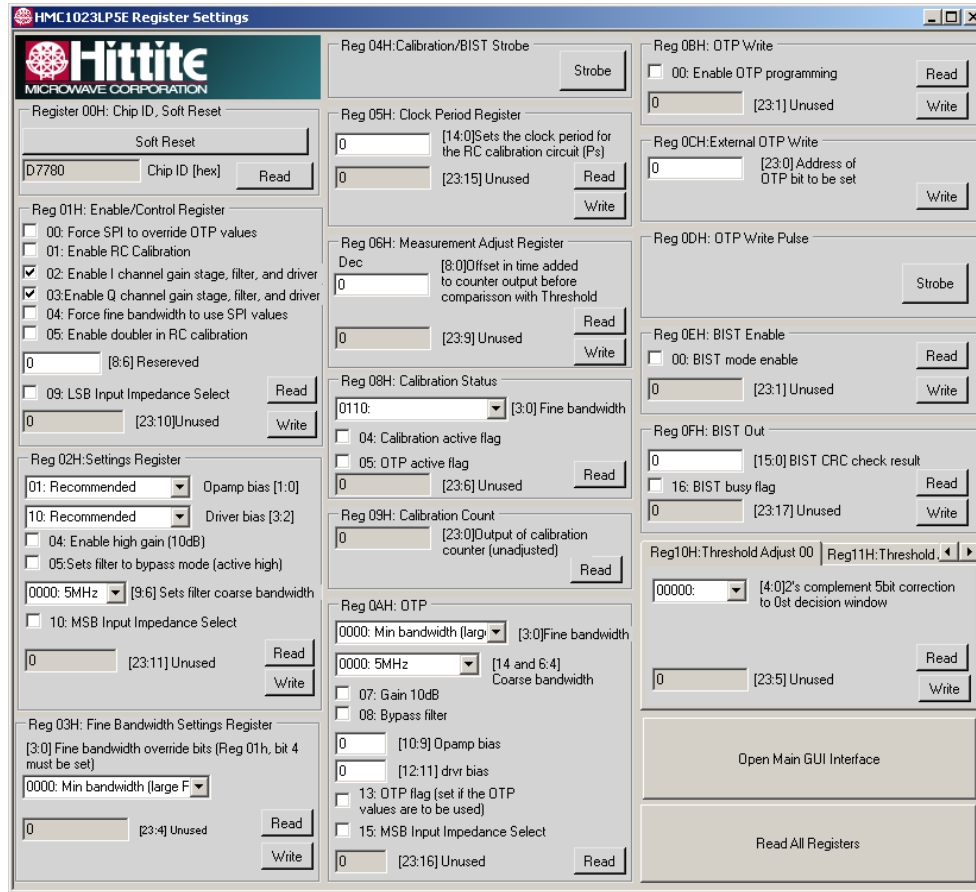 HMC1023LP5E Register Settings
Hittite
MICROWAVE CORPORATION
Register 00H: Chip ID, Soft Reset
Soft Reset
D7780 Chip ID [hex] Read
Reg 01H: Enable/Control Register
00: Force SPI to override OTP values
01: Enable RC Calibration
02: Enable I channel gain stage, filter, and driver
03:Enable Q channel gain stage, filter, and driver
04: Force fine bandwidth to use SPI values
05: Enable doubler in RC calibration
0 [8:6] Resereved
09: LSB Input Impedance Select Read
0 [23:10]Unused Write
Reg 02H:Settings Register
01: Recommended Opamp bias [1:0]
10: Recommended Driver bias [3:2]
04: Enable high gain (10dB)
05:Sets filter to bypass mode (active high)
0000: 5MHz [9:6] Sets filter coarse bandwidth
10: MSB Input Impedance Select
0 [23:11] Unused Read
Write
Reg 03H: Fine Bandwidth Settings Register
[3:0] Fine bandwidth override bits (Reg 01h, bit 4
must be set)
0000: Min bandwidth (large F
0 [23:4] Unused Read
Write
Reg 04H:Calibration/BIST Strobe
Strobe
Reg 05H: Clock Period Register
0 [14:0]Sets the clock period for
the RC calibration circuit (Ps)
0 [23:15] Unused Read
Write
Reg 06H: Measurement Adjust Register
Dec
0 [8:0]Offset in time added
to counter output before
comparisson with Threshold
Read
0 [23:9] Unused
Write
Reg 08H: Calibration Status
0110: [3:0] Fine bandwidth
04: Calibration active flag
05: OTP active flag
0 [23:6] Unused Read
Reg 09H: Calibration Count
0 [23:0]Output of calibration
counter (unadjusted)
Read
Reg 0AH: OTP
0000: Min bandwidth (larg [3:0]Fine bandwidth
0000: 5MHz [14 and 6:4]
Coarse bandwidth
07: Gain 10dB
08: Bypass filter
0 [10:9] Opamp bias
0 [12:11] drvr bias
13: OTP flag (set if the OTP
values are to be used)
15: MSB Input Impedance Select
0 [23:16] Unused Read
Reg 0BH: OTP Write
00: Enable OTP programming Read
0 [23:1] Unused Write
Reg 0CH:External OTP Write
0 [23:0] Address of
OTP bit to be set
Write
Reg 0DH: OTP Write Pulse
Strobe
Reg 0EH: BIST Enable
00: BIST mode enable Read
0 [23:1] Unused Write
Reg 0FH: BIST Out
0 [15:0] BIST CRC check result
16: BIST busy flag Read
0 [23:17] Unused Write
Reg10H:Threshold Adjust 00 Reg11H:Threshold
00000: [4:0]2's complement 5bit correction
to 0st decision window
Read
0 [23:5] Unused
Write
Open Main GUI Interface
Read All Registers